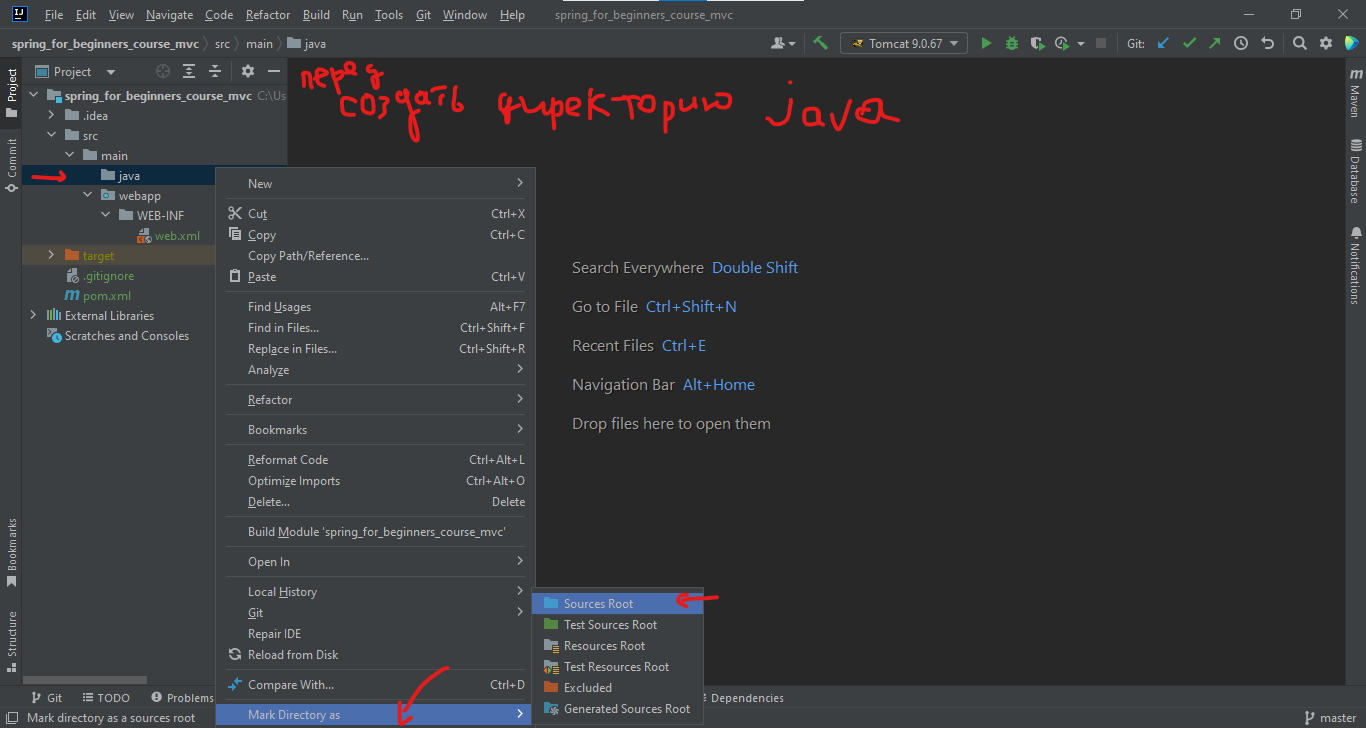 File Edit View Navigate Code Refactor Build Run Tools Git Window Help spring_for_beginners_course_mvc
spring_for_beginners_course_mvc src main java Tomcat 9.0.67 Git:
Project
spring_for_beginners_course_mvc C:\Us
.idea
src
main
java
webapp
WEB-INF
web.xml
target
.gitignore
pom.xml
External Libraries
Scratches and Consoles
Project
Commit
Bookmarks
Structure
перед
создать директорию java
New
Cut Ctrl+X
Copy Ctrl+C
Copy Path/Reference...
Paste Ctrl+V
Find Usages Alt+F7
Find in Files... Ctrl+Shift+F
Replace in Files... Ctrl+Shift+R
Analyze
Refactor
Bookmarks
Reformat Code Ctrl+Alt+L
Optimize Imports Ctrl+Alt+O
Delete... Delete
Build Module 'spring_for_beginners_course_mvc'
Open In
Local History
Git
Repair IDE
Reload from Disk
Compare With... Ctrl+D
Mark Directory as
Sources Root
Test Sources Root
Resources Root
Test Resources Root
Excluded
Generated Sources Root
Search Everywhere Double Shift
Go to File Ctrl+Shift+N
Recent Files Ctrl+E
Navigation Bar Alt+Home
Drop files here to open them
Maven
Database
Notifications
Git TODO Problems Dependencies
Mark directory as a sources root master